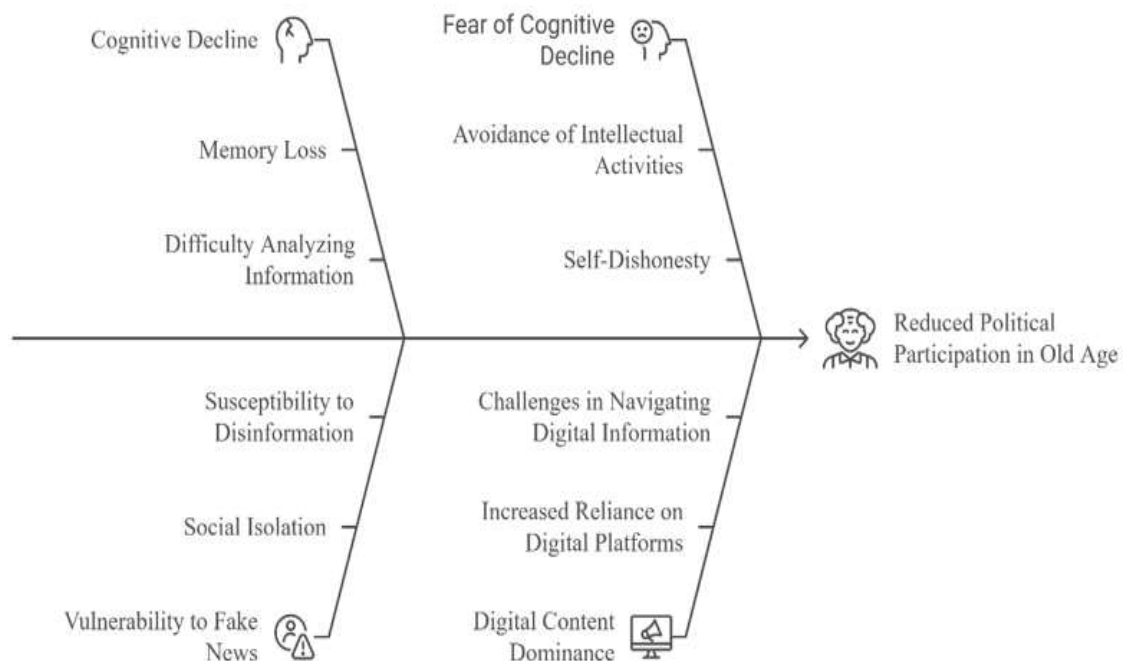 Cognitive Decline
Memory Loss
Difficulty Analyzing
Information
Fear of Cognitive
Decline
Avoidance of Intellectual
Activities
Self-Dishonesty
Reduced Political
Participation in Old Age
Susceptibility to
Disinformation
Social Isolation
Vulnerability to Fake
News
Challenges in Navigating
Digital Information
Increased Reliance on
Digital Platforms
Digital Content
Dominance